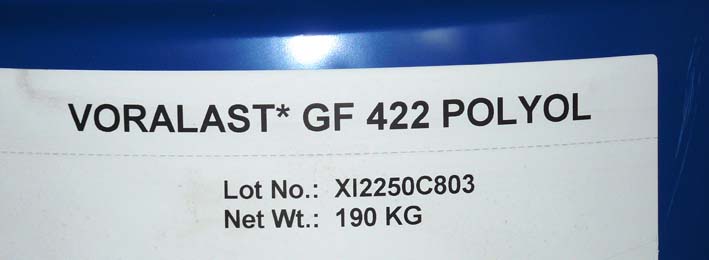 VORALAST* GF 422 POLYOL
Lot No.: XI2250C803
Net Wt.: 190 KG